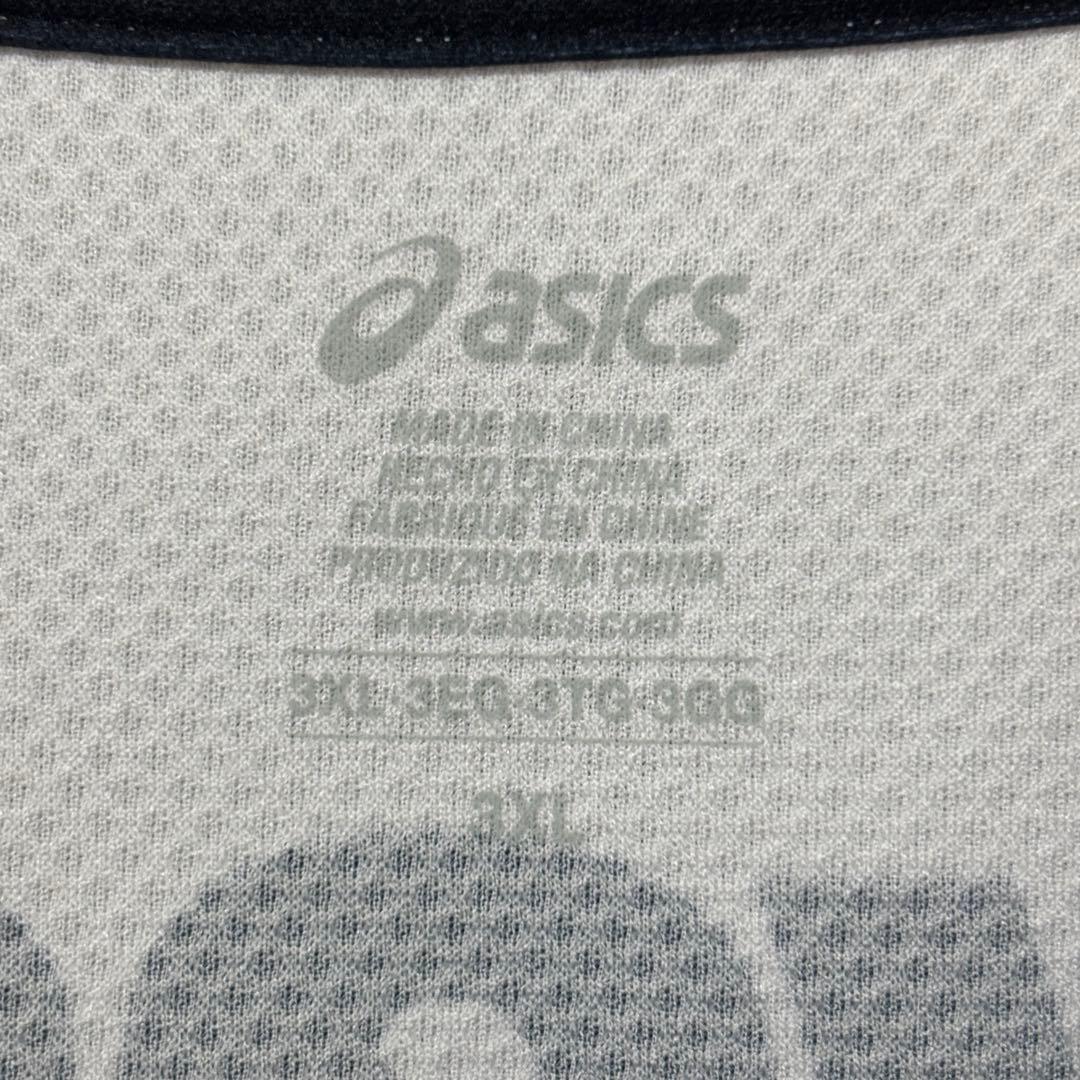 asics
MADE IN CHINA
HECHO EN CHINA
FABRIQUÉ EN CHINE
PRODUZIDO NA CHINA
www.asics.com
3XL·3EG·3TG·3GG
3XL